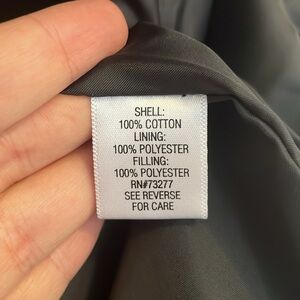 SHELL:
100% COTTON
LINING:
100% POLYESTER
FILLING:
100% POLYESTER
RN#73277
SEE REVERSE
FOR CARE